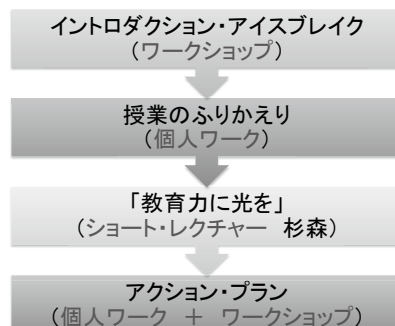 イントロダクション・アイスブレイク
（ワークショップ）
授業のふりかえり
（個人ワーク）
「教育力に光を」
（ショート・レクチャー　杉森）
アクション・プラン
（個人ワーク　＋　ワークショップ）